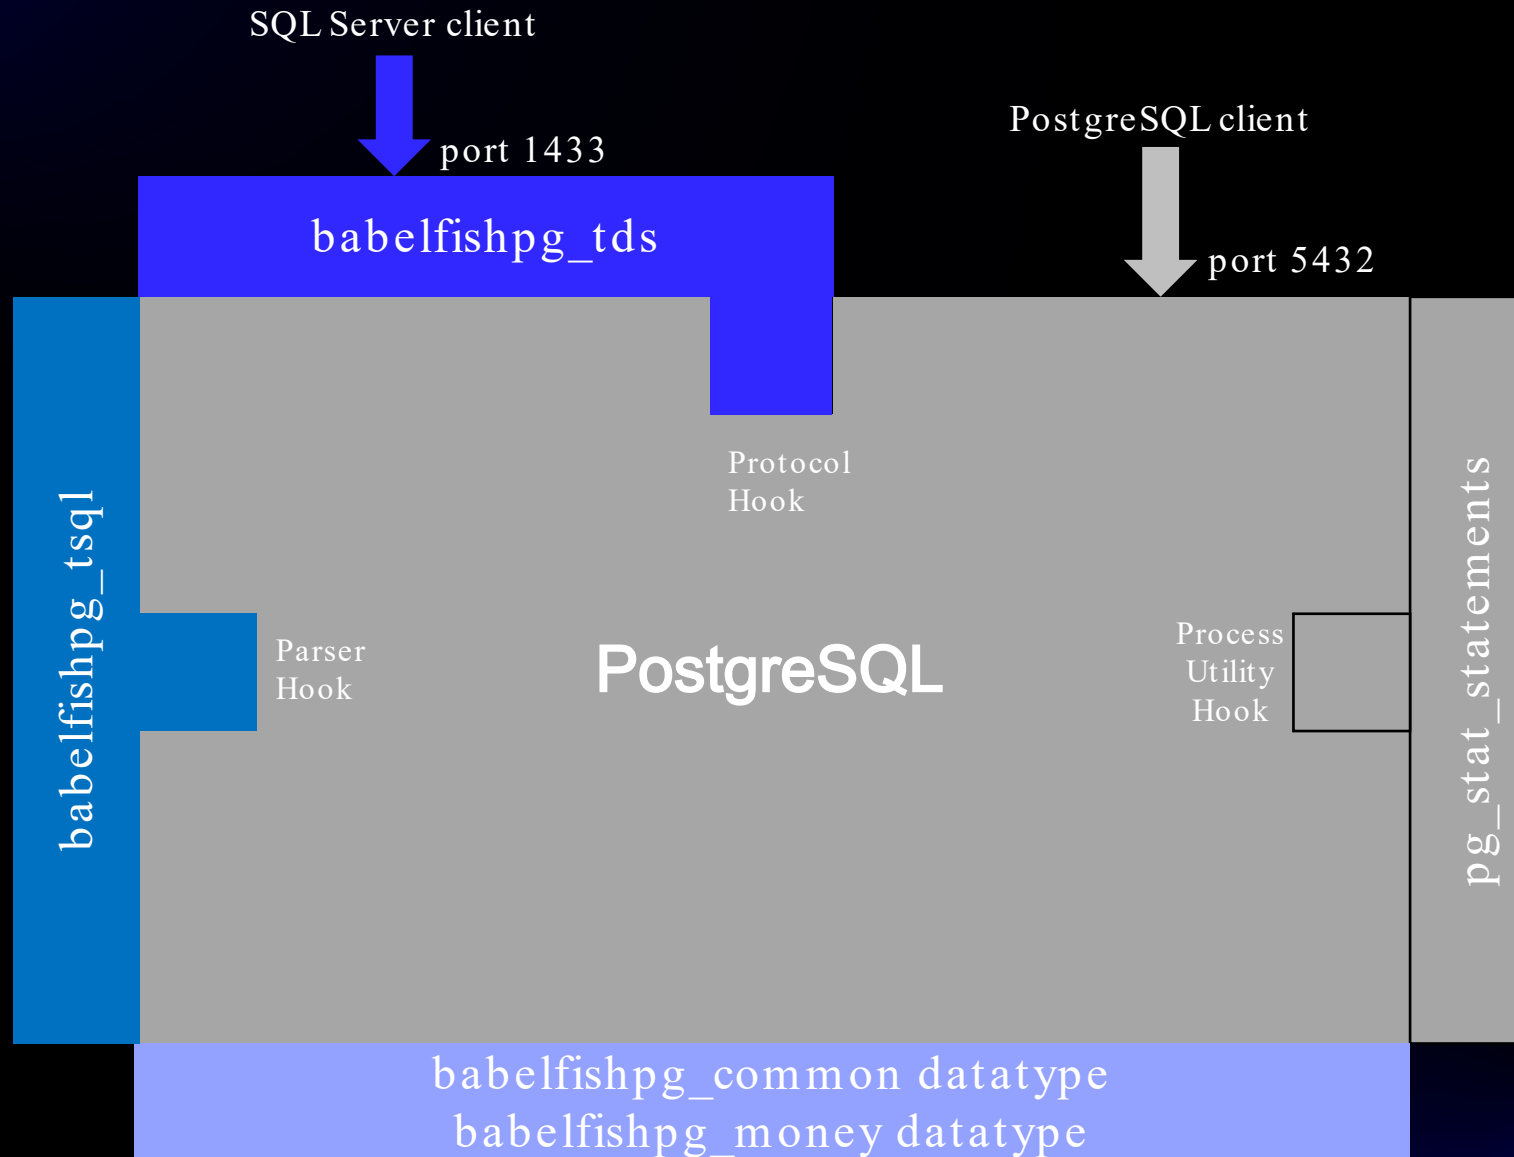 SQL Server client
PostgreSQL client
port 1433
babelfishpg_tds
port 5432
Protocol
Hook
babelfishpg_tsql
Parser
Hook
PostgreSQL
Process
Utility
Hook
pg_stat_statements
babelfishpg_common datatype
babelfishpg_money datatype